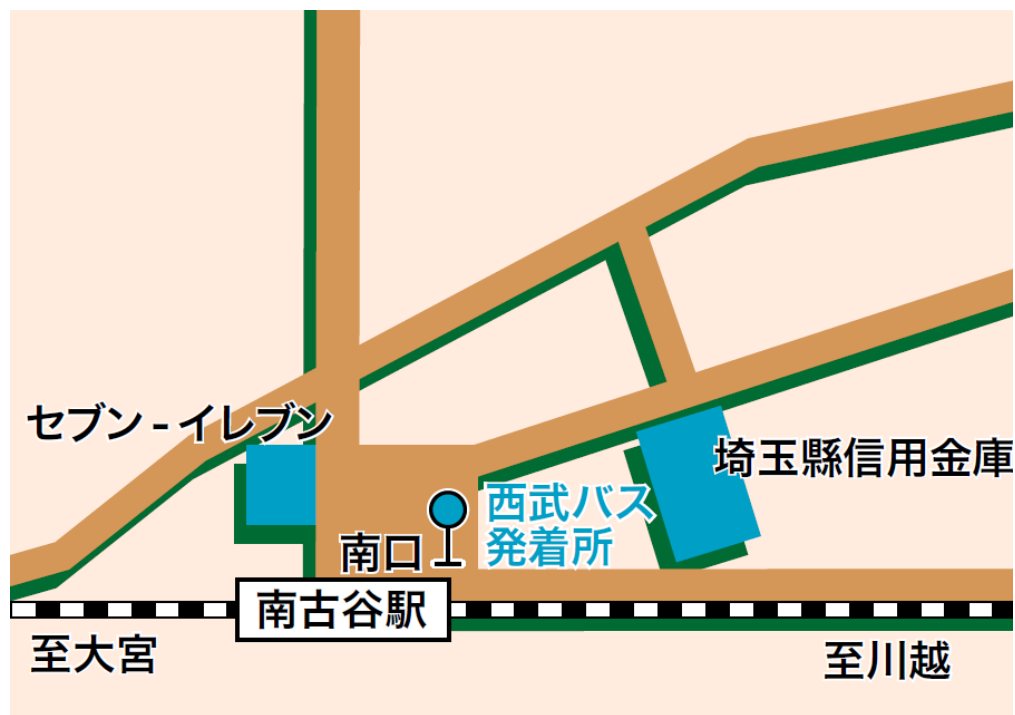 セブン-イレブン
埼玉縣信用金庫
西武バス
発着所
南口
南古谷駅
至大宮
至川越